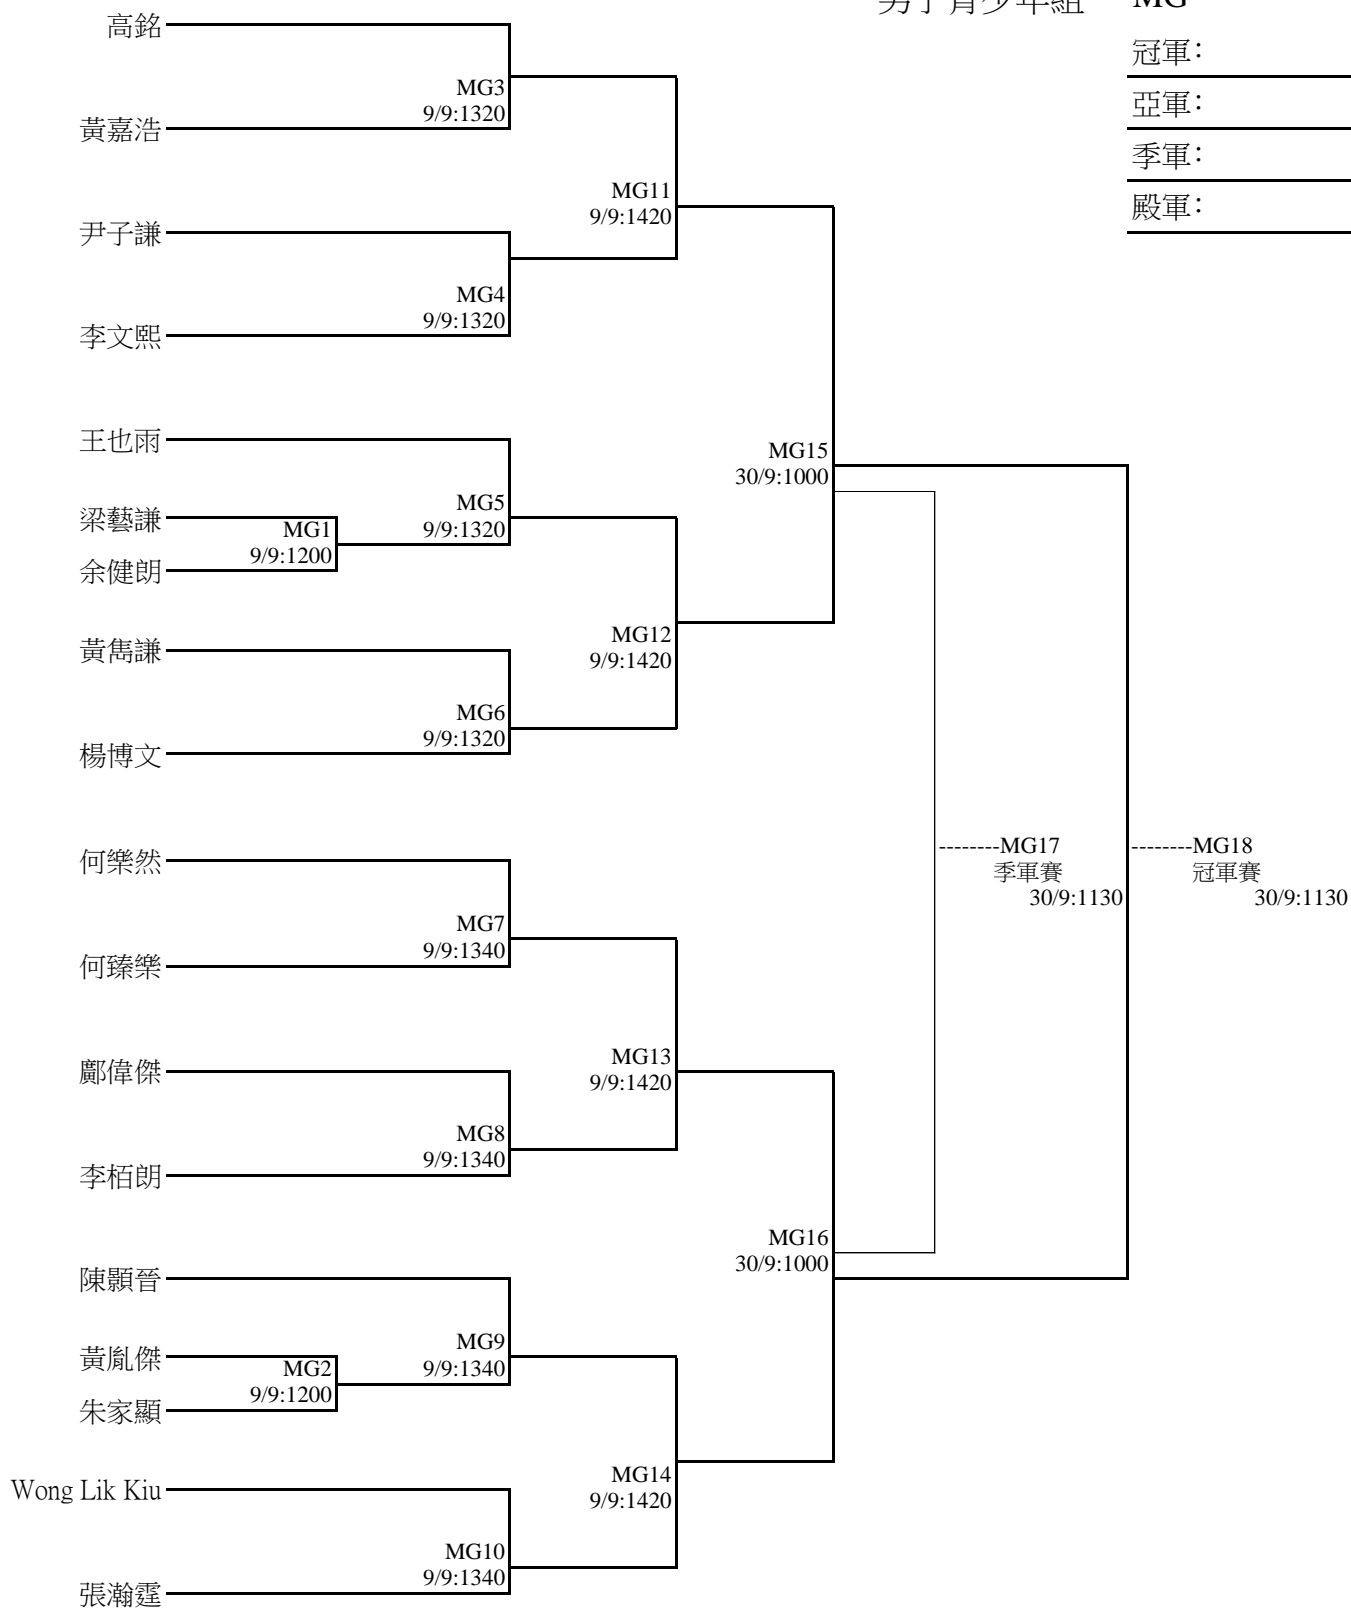 男子青少年組 MG
高銘
冠軍：
MG3
9/9:1320
亞軍：
黃嘉浩
季軍：
MG11
9/9:1420
殿軍：
尹子謙
MG4
9/9:1320
李文熙
王也雨
MG15
30/9:1000
MG5
9/9:1320
梁藝謙
MG1
9/9:1200
余健朗
MG12
9/9:1420
黃雋謙
MG6
9/9:1320
楊博文
何樂然
--------MG17
季軍賽
30/9:1130
--------MG18
冠軍賽
30/9:1130
MG7
9/9:1340
何臻樂
MG13
9/9:1420
鄺偉傑
MG8
9/9:1340
李栢朗
MG16
30/9:1000
陳顥晉
MG9
9/9:1340
黃胤傑
MG2
9/9:1200
朱家顯
MG14
9/9:1420
Wong Lik Kiu
MG10
9/9:1340
張瀚霆